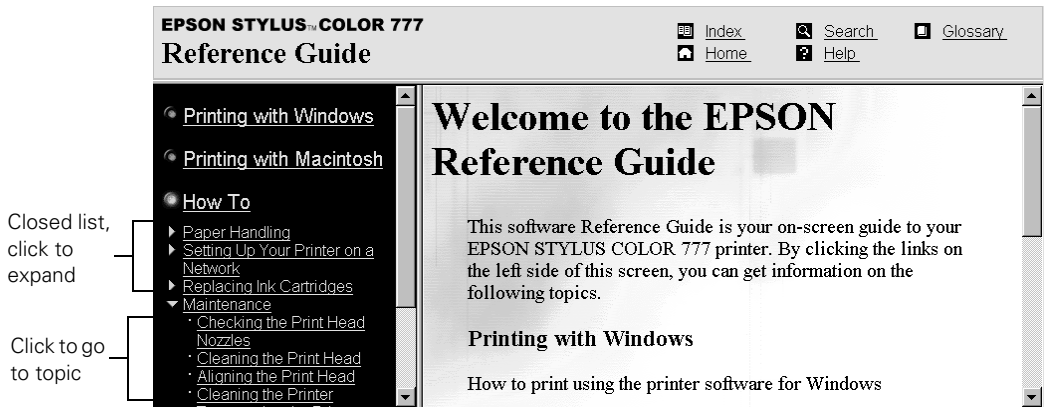 EPSON STYLUS™ COLOR 777
Reference Guide
Index
Search
Glossary
Home
Help
Printing with Windows
Printing with Macintosh
How To
Paper Handling
Setting Up Your Printer on a
Network
Replacing Ink Cartridges
Maintenance
Checking the Print Head
Nozzles
Cleaning the Print Head
Aligning the Print Head
Cleaning the Printer
Closed list,
click to
expand
Click to go
to topic
Welcome to the EPSON
Reference Guide
This software Reference Guide is your on-screen guide to your
EPSON STYLUS COLOR 777 printer. By clicking the links on
the left side of this screen, you can get information on the
following topics.
Printing with Windows
How to print using the printer software for Windows